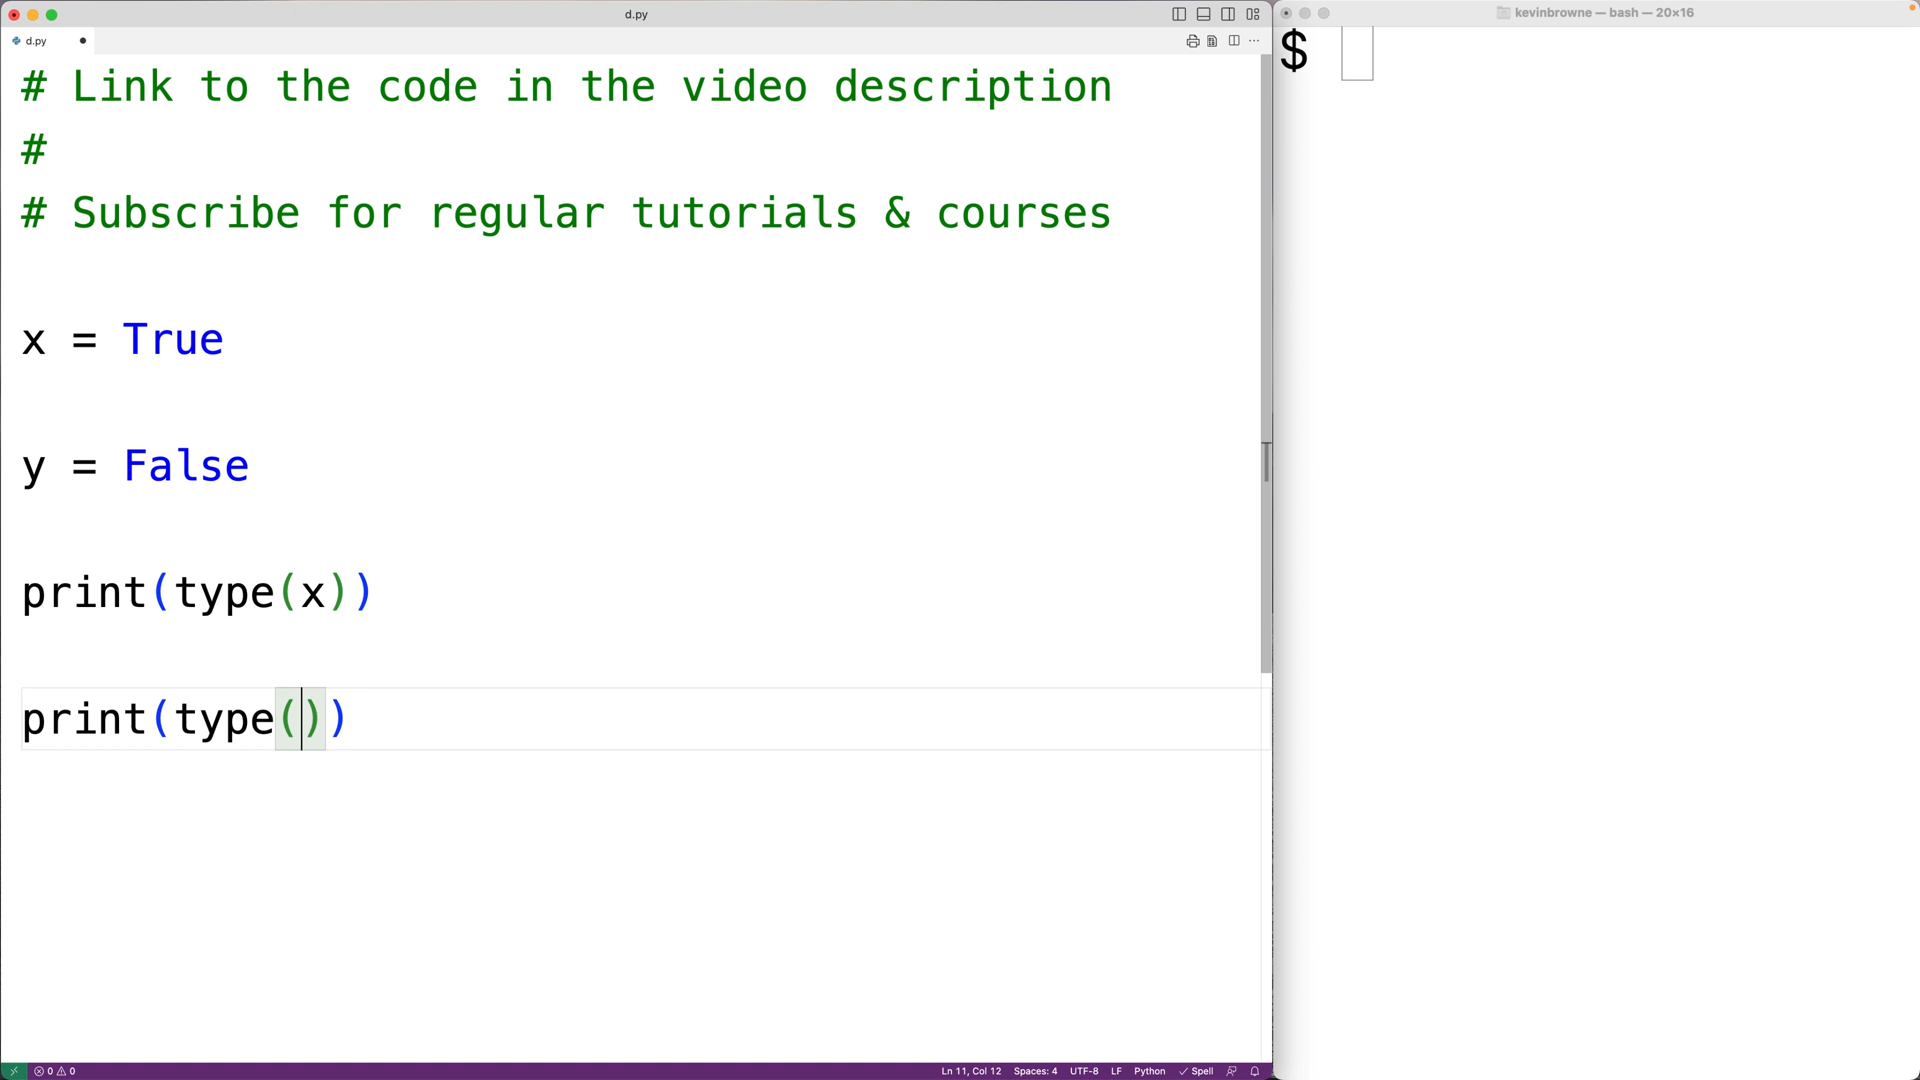 d.py
d.py
# Link to the code in the video description
#
# Subscribe for regular tutorials & courses
x = True
y = False
print(type(x))
print(type())
0 0
Ln 11, Col 12 Spaces: 4 UTF-8 LF Python Spell
kevinbrowne — bash — 20×16
$